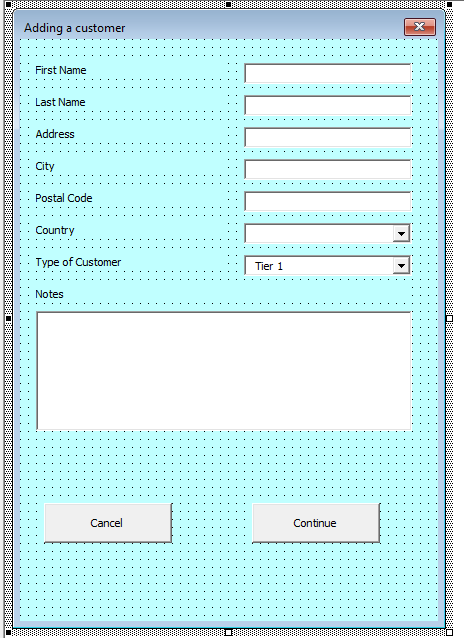 Adding a customer
First Name
Last Name
Address
City
Postal Code
Country
Type of Customer Tier 1
Notes
Cancel Continue